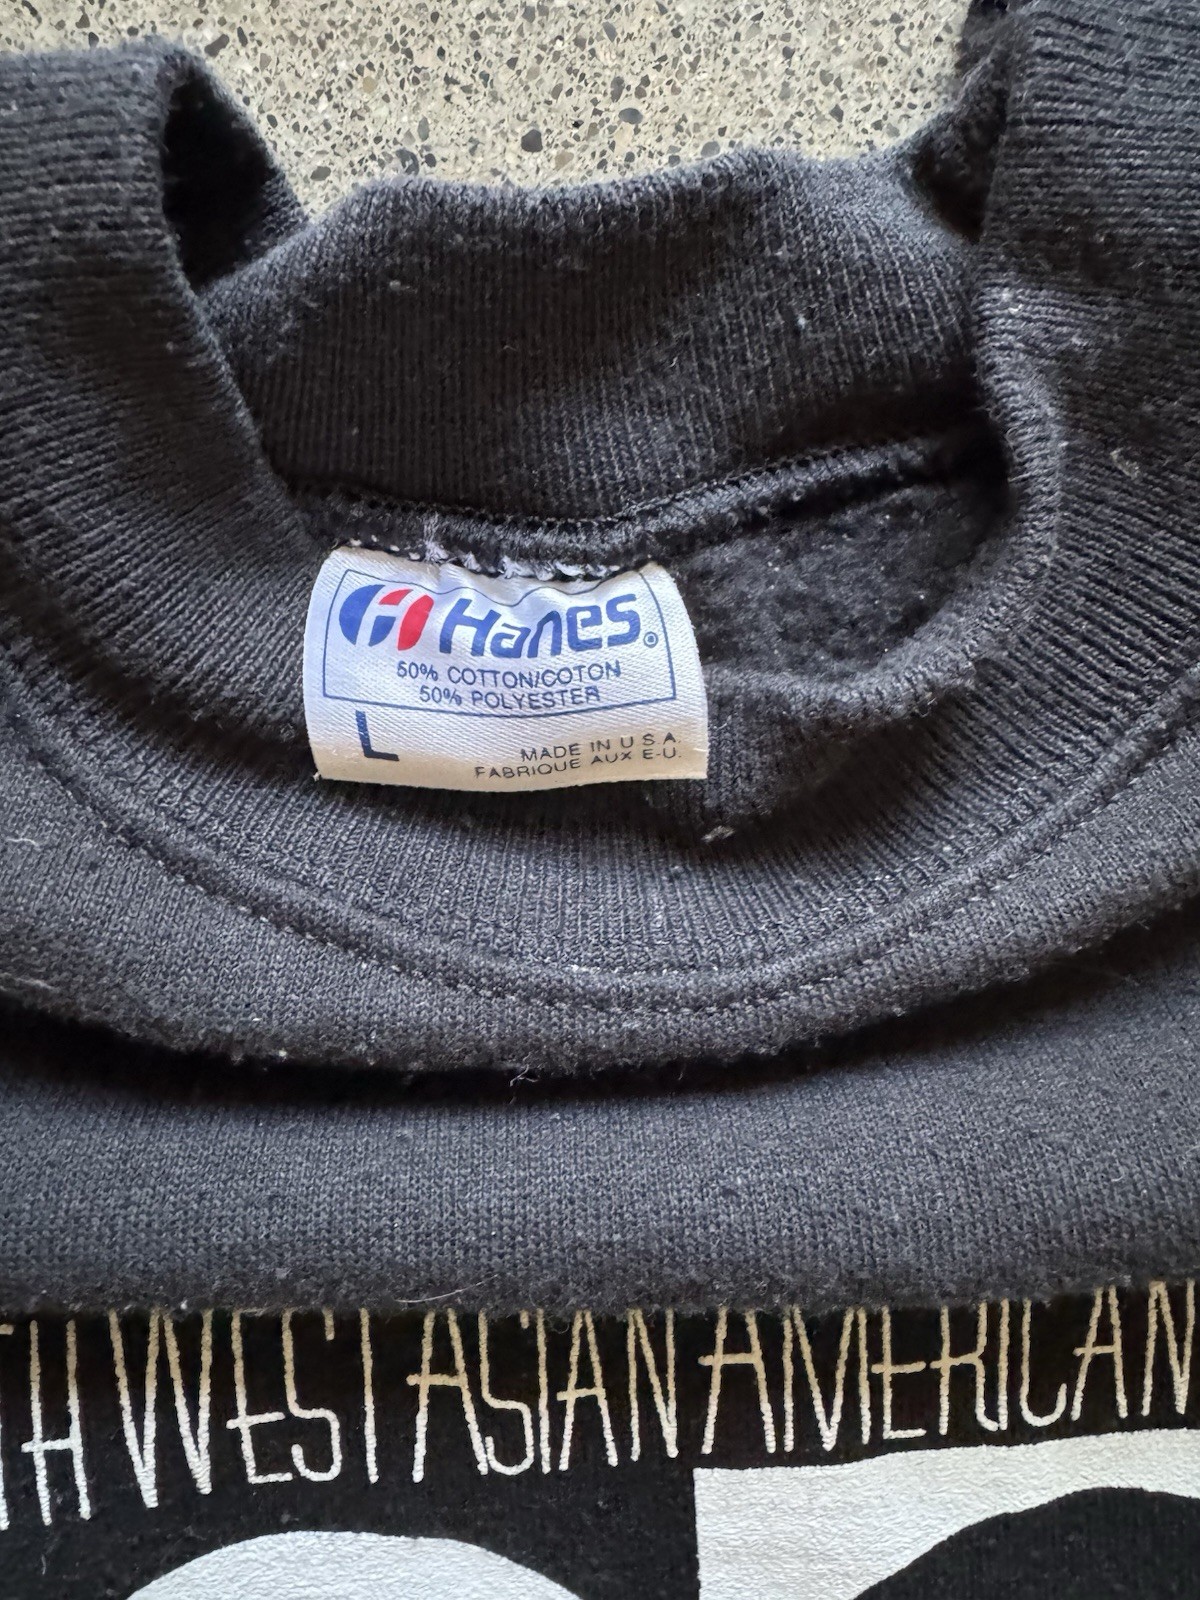 Hanes®
50% COTTON/COTON
50% POLYESTER
L
MADE IN U.S.A.
FABRIQUE AUX E-U.
WEST ASIAN AMERICAN